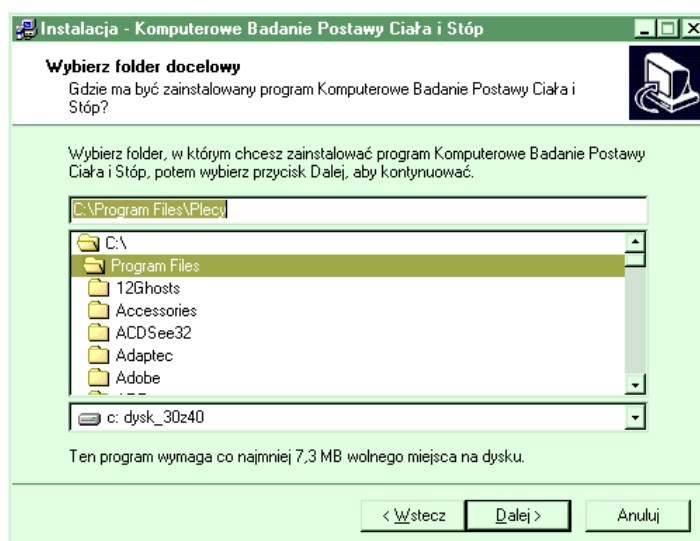 Instalacja - Komputerowe Badanie Postawy Ciała i Stóp
Wybierz folder docelowy
Gdzie ma być zainstalowany program Komputerowe Badanie Postawy Ciała i
Stóp?
Wybierz folder, w którym chcesz zainstalować program Komputerowe Badanie Postawy
Ciała i Stóp, potem wybierz przycisk Dalej, aby kontynuować.
C:\Program Files\Plecy
C:\
Program Files
12Ghosts
Accessories
ACDSee32
Adaptec
Adobe
c: dysk_30z40
Ten program wymaga co najmniej 7,3 MB wolnego miejsca na dysku.
< Wstecz
Dalej >
Anuluj